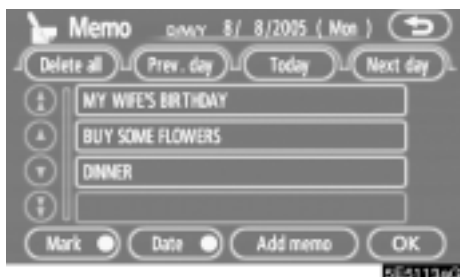 Memo D/M/Y 8/ 8/2005 ( Mon )
Delete all Prev. day Today Next day
MY WIFE'S BIRTHDAY
BUY SOME FLOWERS
DINNER
Mark Date Add memo OK